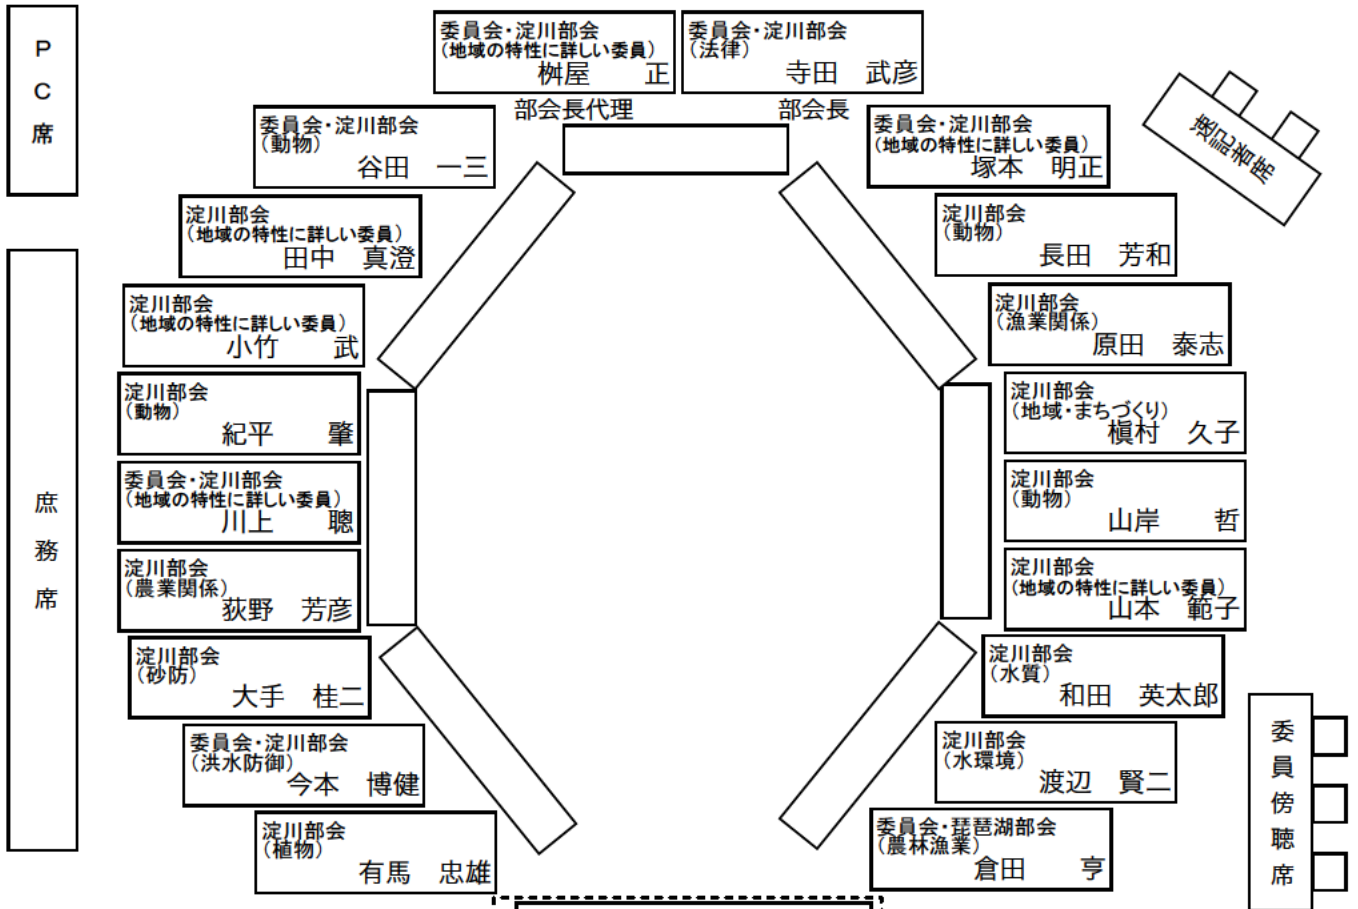 PC席
庶務席
委員会・淀川部会
(地域の特性に詳しい委員)
桝屋　　正
部会長代理
委員会・淀川部会
(法律)
寺田　武彦
部会長
委員会・淀川部会
(動物)
谷田　一三
淀川部会
(地域の特性に詳しい委員)
田中　真澄
淀川部会
(地域の特性に詳しい委員)
小竹　　武
淀川部会
(動物)
紀平　　肇
委員会・淀川部会
(地域の特性に詳しい委員)
川上　　聰
淀川部会
(農業関係)
荻野　芳彦
淀川部会
(砂防)
大手　桂二
委員会・淀川部会
(洪水防御)
今本　博健
淀川部会
(植物)
有馬　忠雄
委員会・淀川部会
(地域の特性に詳しい委員)
塚本　明正
淀川部会
(動物)
長田　芳和
淀川部会
(漁業関係)
原田　泰志
淀川部会
(地域・まちづくり)
槇村　久子
淀川部会
(動物)
山岸　　哲
淀川部会
(地域の特性に詳しい委員)
山本　範子
淀川部会
(水質)
和田　英太郎
淀川部会
(水環境)
渡辺　賢二
委員会・琵琶湖部会
(農林漁業)
倉田　　亨
速記者席
委員傍聴席